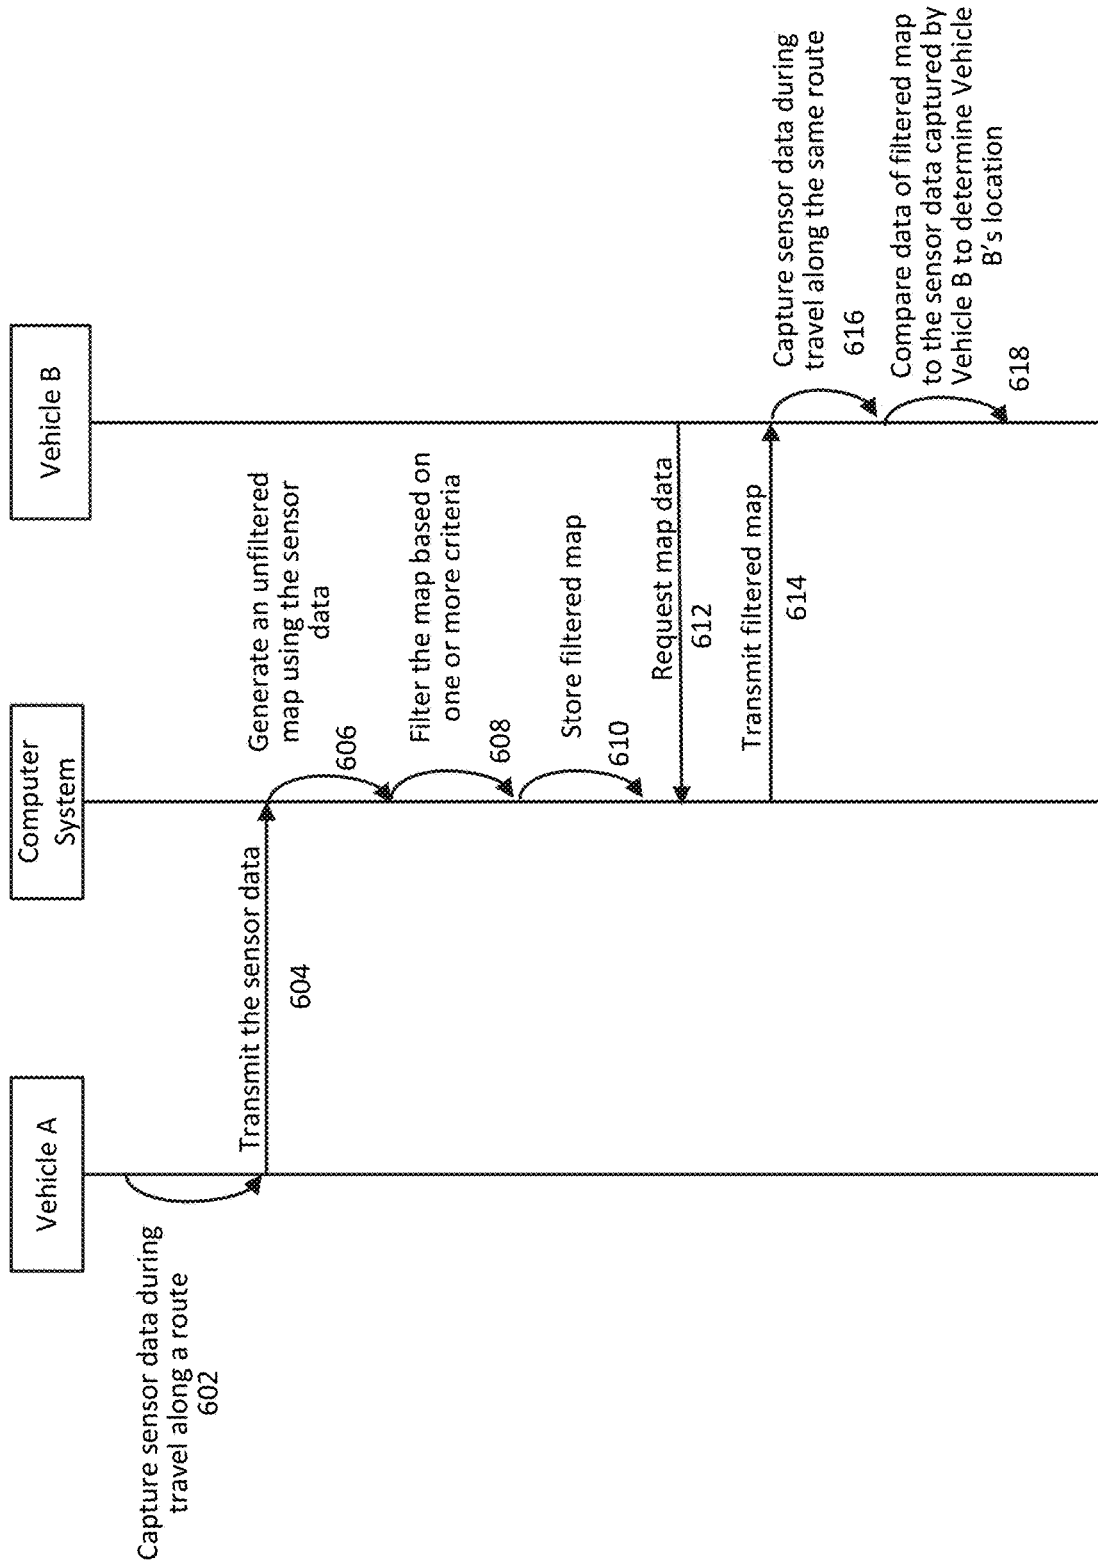 Vehicle A
Computer
System
Vehicle B
Capture sensor data during
travel along a route
602
Transmit the sensor data
604
Generate an unfiltered
map using the sensor
data
606
Filter the map based on
one or more criteria
608
Store filtered map
610
Request map data
612
Transmit filtered map
614
Capture sensor data during
travel along the same route
616
Compare data of filtered map
to the sensor data captured by
Vehicle B to determine Vehicle
B's location
618